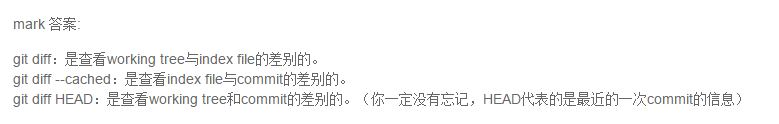 mark 答案:
git diff：是查看working tree与index file的差别的。
git diff --cached：是查看index file与commit的差别的。
git diff HEAD：是查看working tree和commit的差别的。（你一定没有忘记，HEAD代表的是最近的一次commit的信息）